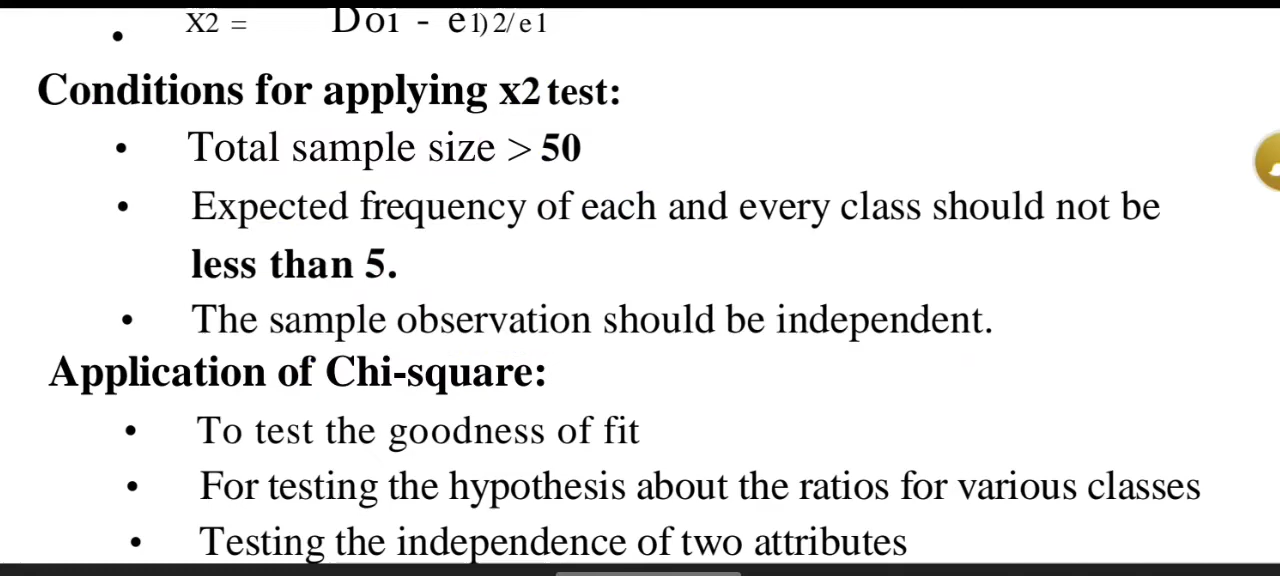 X2 = Doi - e1)2/e1
Conditions for applying x2 test:
Total sample size > 50
Expected frequency of each and every class should not be
less than 5.
The sample observation should be independent.
Application of Chi-square:
To test the goodness of fit
For testing the hypothesis about the ratios for various classes
Testing the independence of two attributes